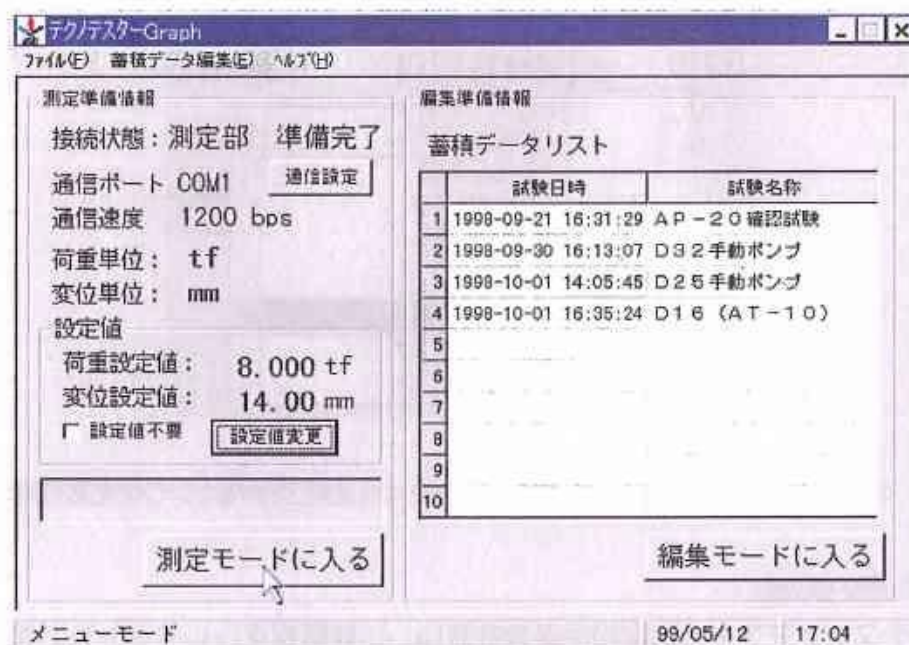 テクノテスターGraph
ファイル(F) 蓄積データ編集(E) ヘルプ(H)
測定準備情報
接続状態：測定部 準備完了
通信ポート COM1 通信設定
通信速度 1200 bps
荷重単位： tf
変位単位： mm
設定値
荷重設定値： 8.000 tf
変位設定値： 14.00 mm
設定値不要 設定値変更
測定モードに入る
編集準備情報
蓄積データリスト
試験日時 試験名称
1 1998-09-21 16:31:29 ＡＰ－２０確認試験
2 1998-09-30 16:13:07 Ｄ３２手動ポンプ
3 1998-10-01 14:05:45 Ｄ２５手動ポンプ
4 1998-10-01 16:35:24 Ｄ１６（ＡＴ－１０）
5
6
7
8
9
10
編集モードに入る
メニューモード 99/05/12 17:04